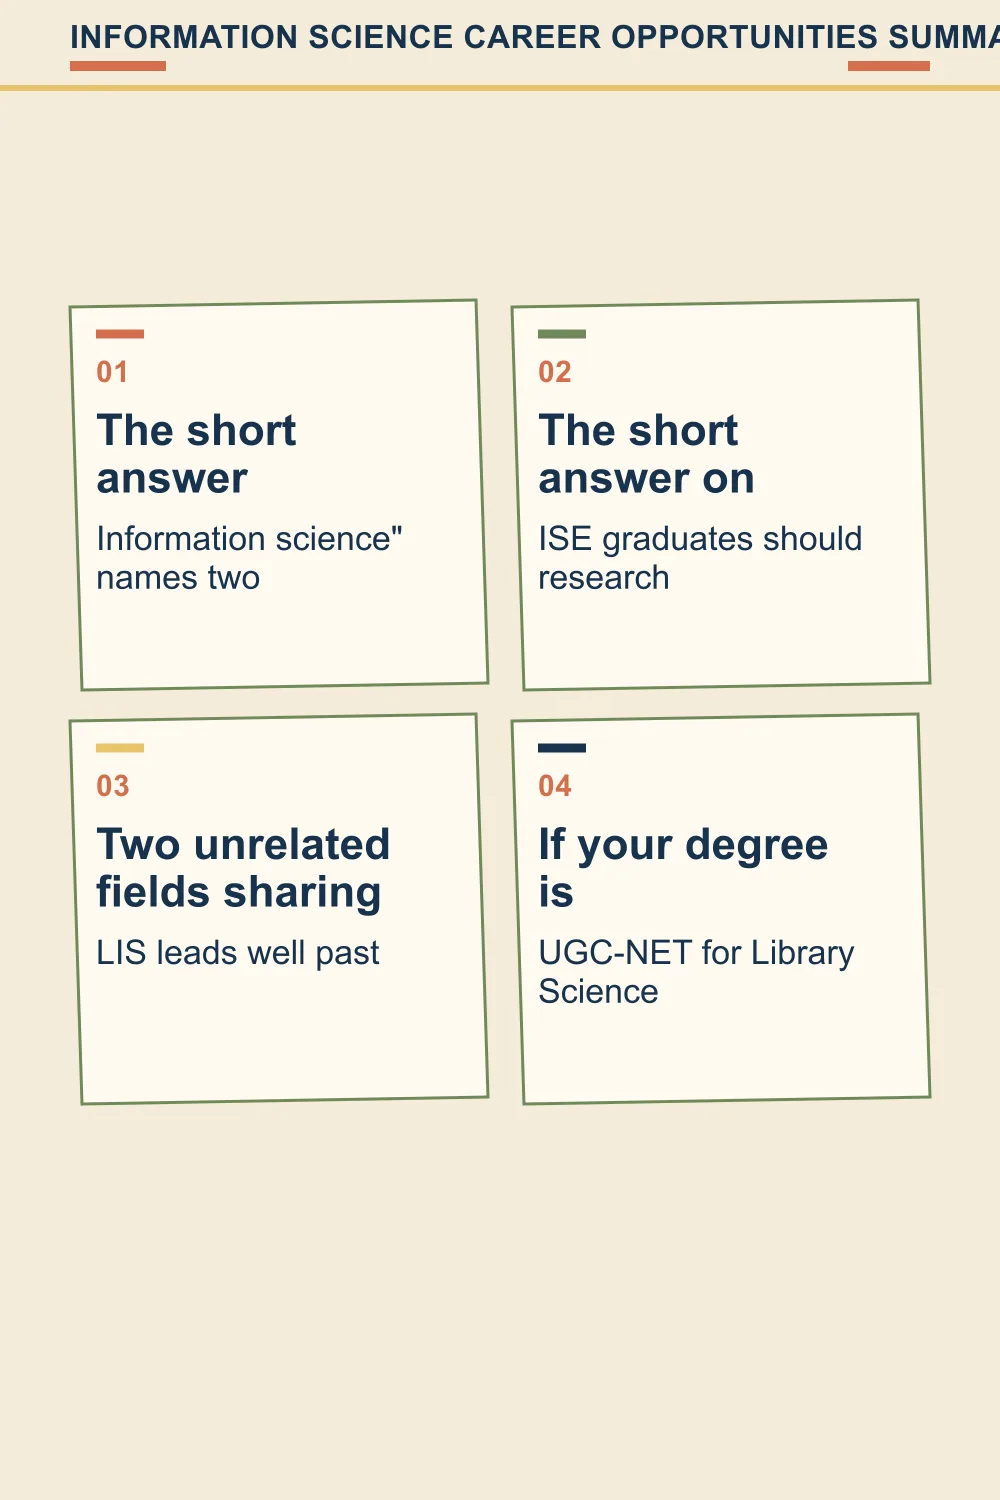 INFORMATION SCIENCE CAREER OPPORTUNITIES SUMMA
01
The short
answer
Information science"
names two
02
The short
answer on
ISE graduates should
research
03
Two unrelated
fields sharing
LIS leads well past
04
If your degree
is
UGC-NET for Library
Science